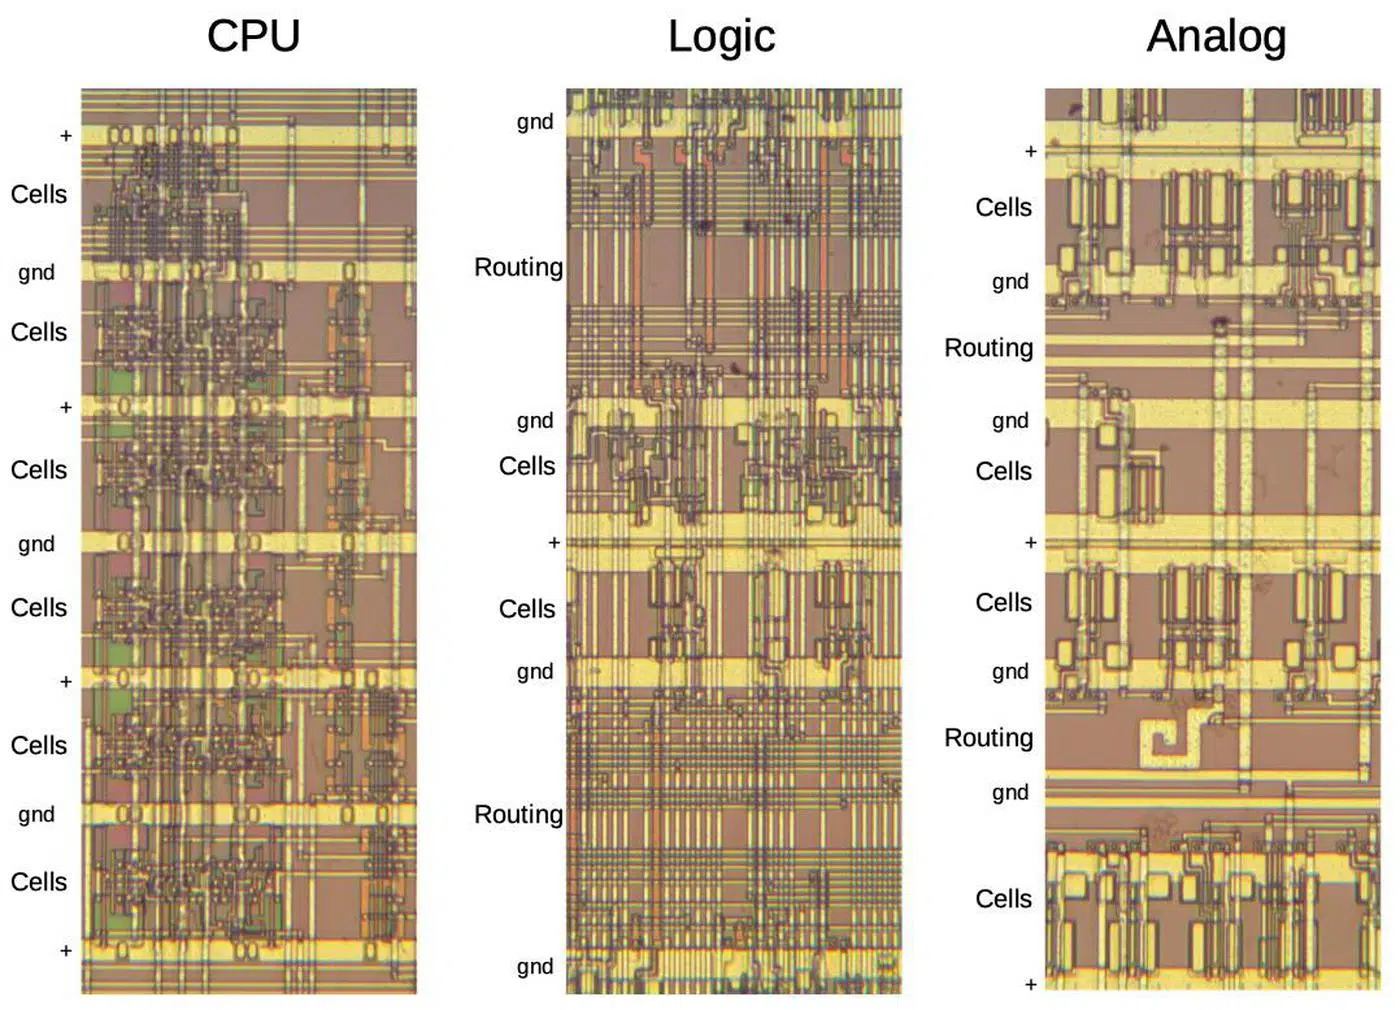 CPU
+
Cells
gnd
Cells
+
Cells
gnd
Cells
+
Cells
gnd
Cells
+
Logic
gnd
Routing
gnd
Cells
+
Cells
gnd
Routing
gnd
Analog
+
Cells
gnd
Routing
gnd
Cells
+
Cells
gnd
Routing
gnd
Cells
+